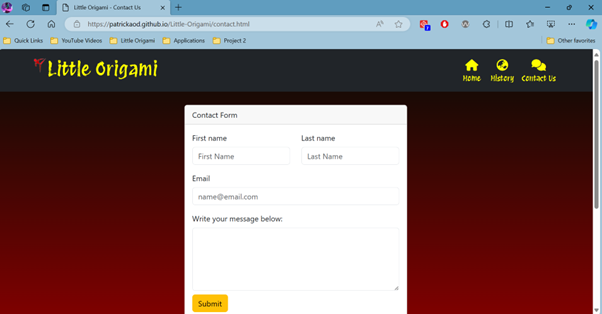 Little Origami - Contact Us
https://patrickaod.github.io/Little-Origami/contact.html
Quick Links YouTube Videos Little Origami Applications Project 2 Other favorites
Little Origami
Home History Contact Us
Contact Form
First name Last name
First Name Last Name
Email
name@email.com
Write your message below:
Submit